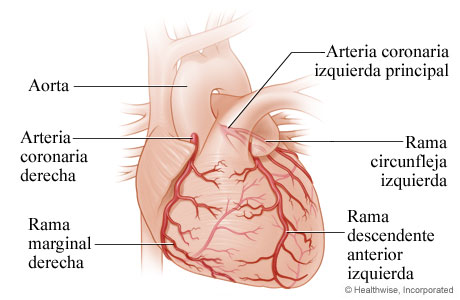 Arteria coronaria
izquierda principal
Aorta
Arteria
coronaria
derecha
Rama
circunfleja
izquierda
Rama
marginal
derecha
Rama
descendente
anterior
izquierda
© Healthwise, Incorporated